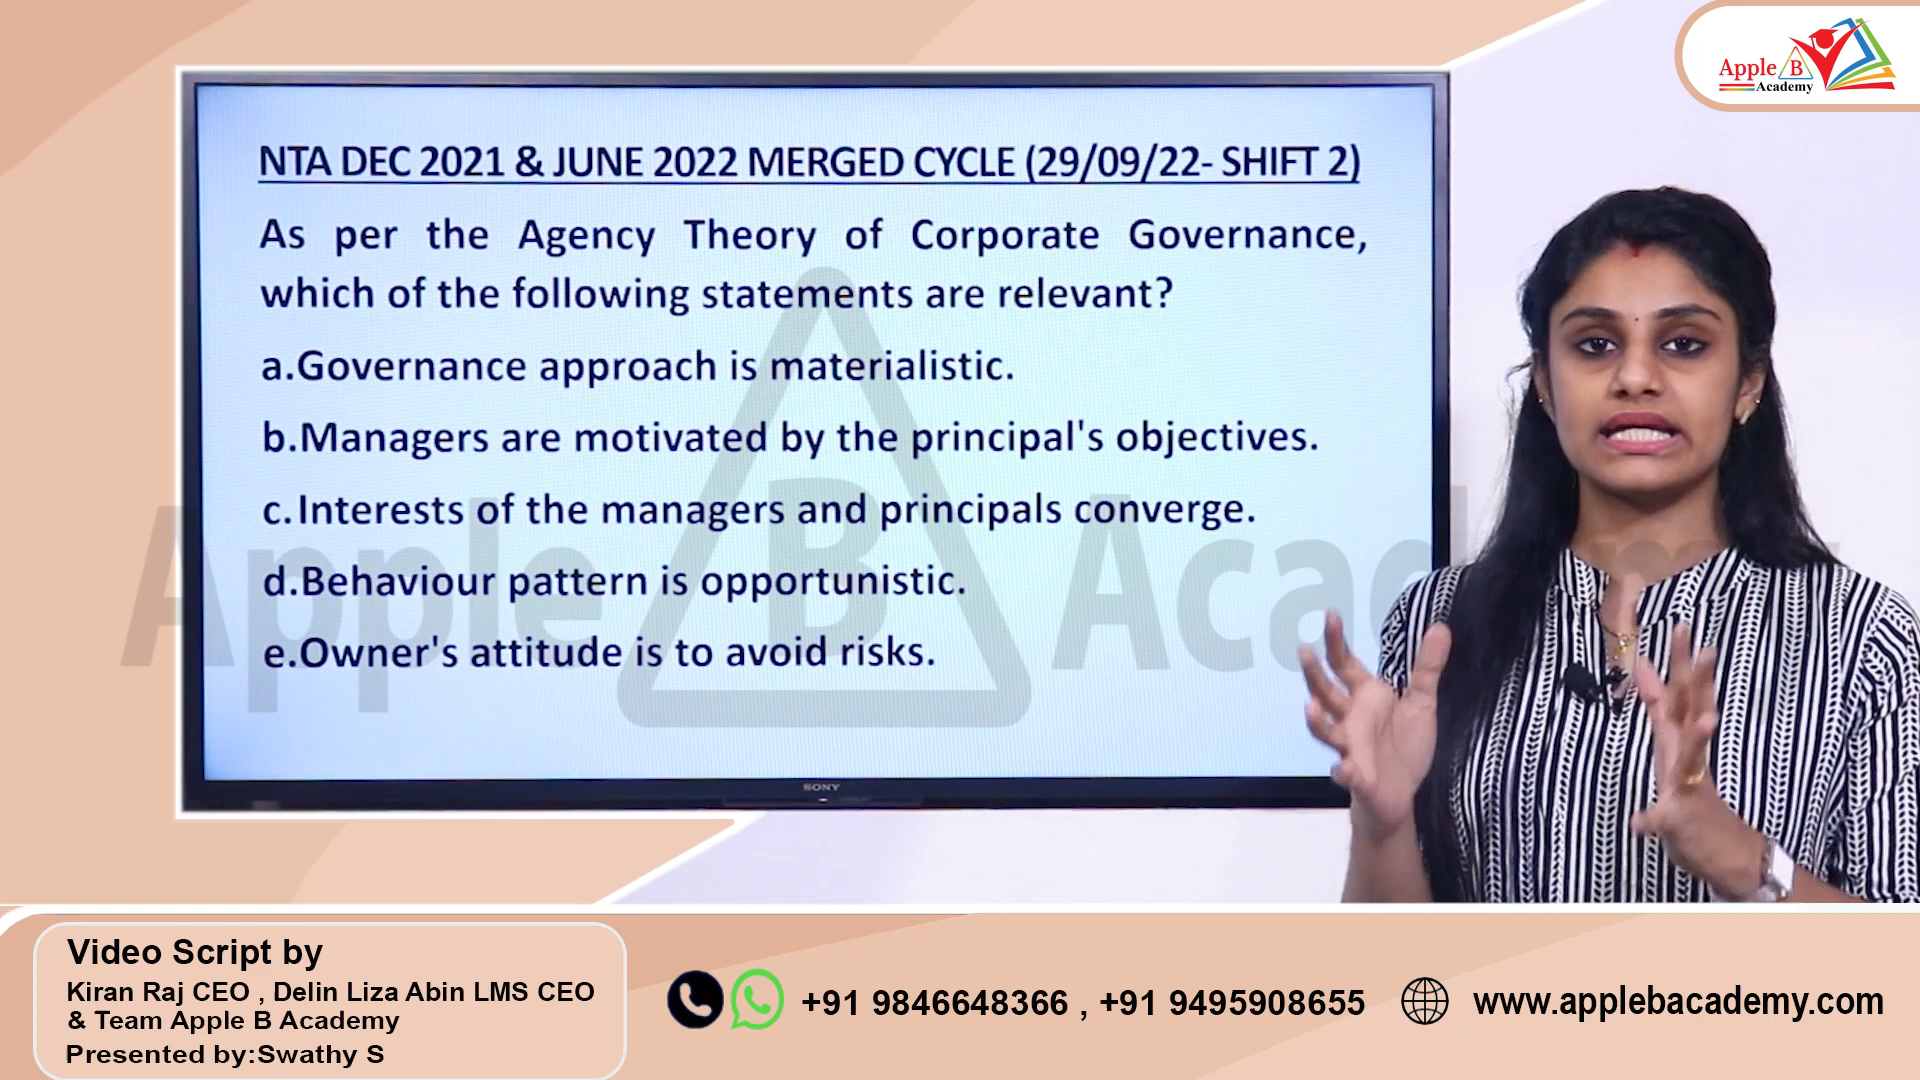 Apple B
Academy
NTA DEC 2021 & JUNE 2022 MERGED CYCLE (29/09/22- SHIFT 2)
As per the Agency Theory of Corporate Governance,
which of the following statements are relevant?
a.Governance approach is materialistic.
b.Managers are motivated by the principal's objectives.
c.Interests of the managers and principals converge.
d.Behaviour pattern is opportunistic.
e.Owner's attitude is to avoid risks.
Apple B Academy
SONY
Video Script by
Kiran Raj CEO , Delin Liza Abin LMS CEO
& Team Apple B Academy
Presented by:Swathy S
+91 9846648366 , +91 9495908655
www.applebacademy.com